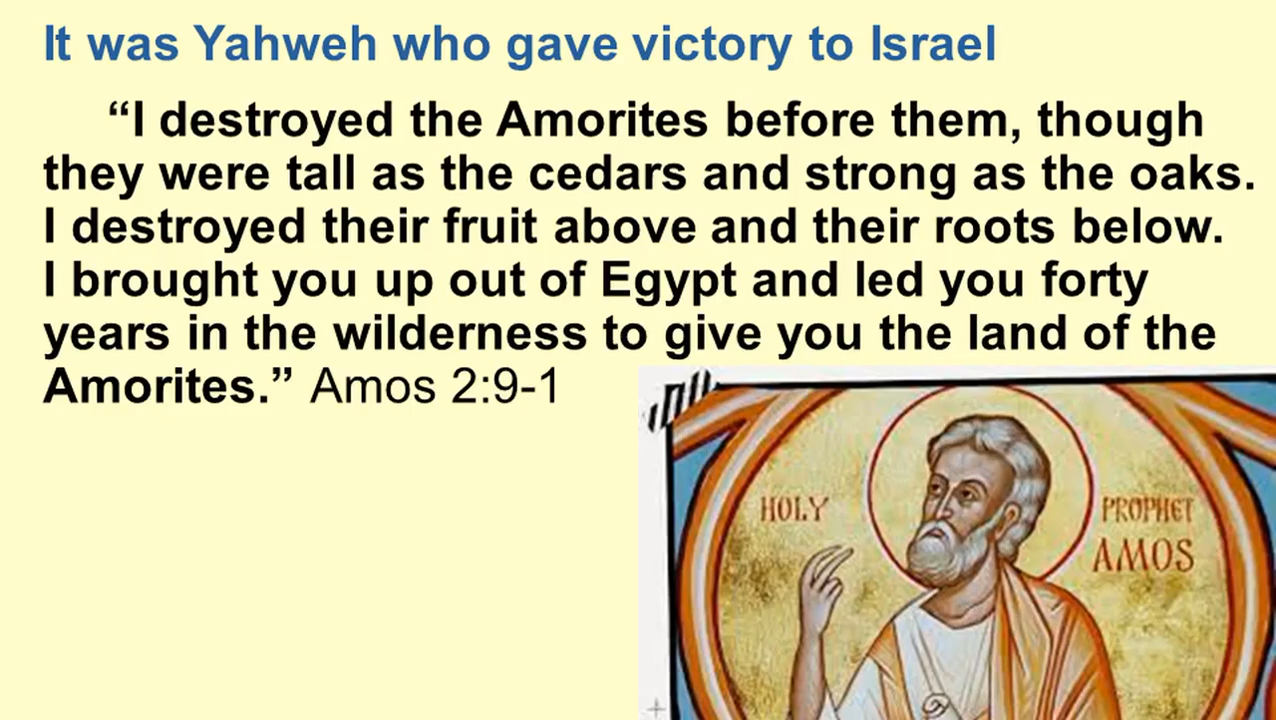 It was Yahweh who gave victory to Israel
“I destroyed the Amorites before them, though
they were tall as the cedars and strong as the oaks.
I destroyed their fruit above and their roots below.
I brought you up out of Egypt and led you forty
years in the wilderness to give you the land of the
Amorites.” Amos 2:9-1
HOLY
PROPHET
AMOS